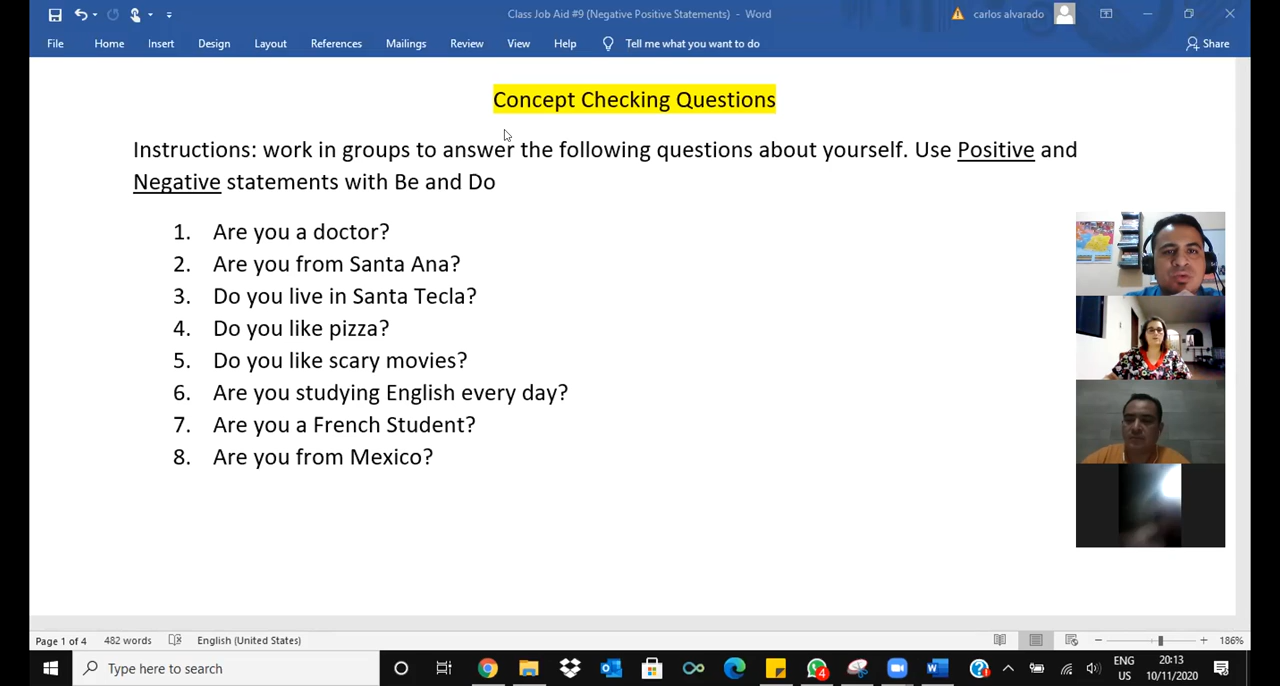 Class Job Aid #9 (Negative Positive Statements) - Word
carlos alvarado
File Home Insert Design Layout References Mailings Review View Help Tell me what you want to do Share
Concept Checking Questions
Instructions: work in groups to answer the following questions about yourself. Use Positive and
Negative statements with Be and Do
1. Are you a doctor?
2. Are you from Santa Ana?
3. Do you live in Santa Tecla?
4. Do you like pizza?
5. Do you like scary movies?
6. Are you studying English every day?
7. Are you a French Student?
8. Are you from Mexico?
Page 1 of 4 482 words English (United States) 186%
Type here to search
4
ENG
US
20:13
10/11/2020